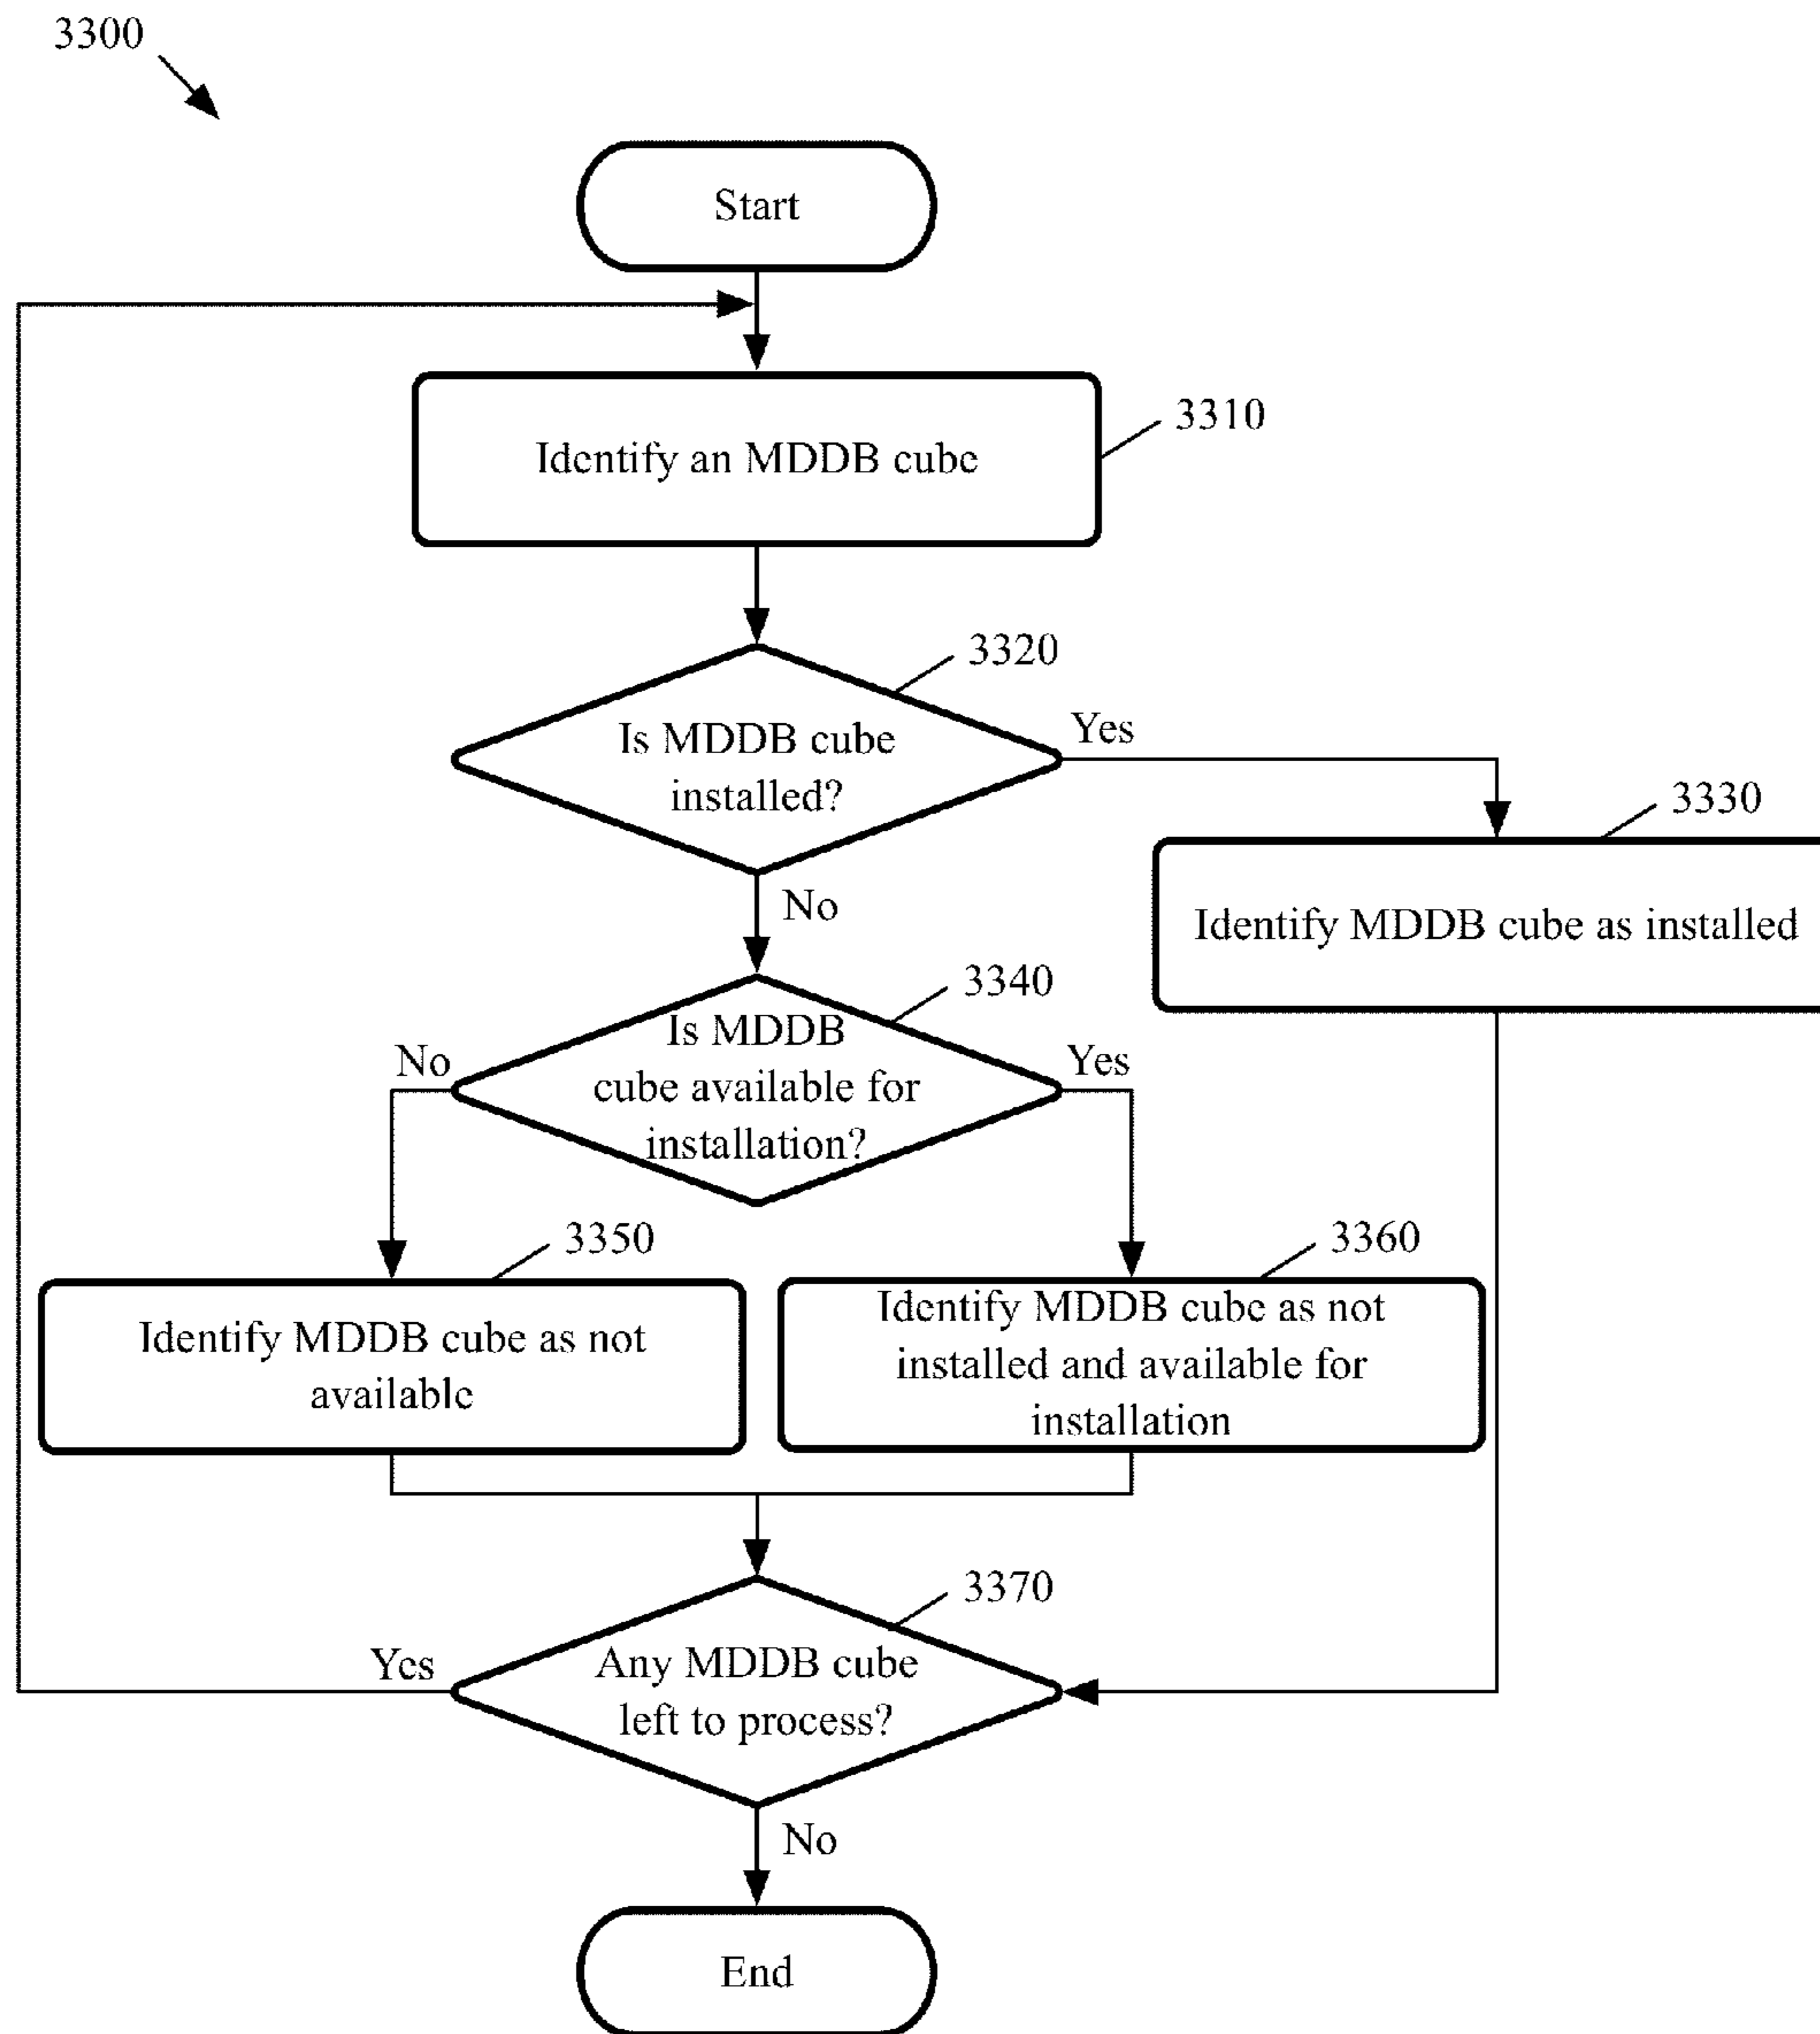 3300
Start
3310
Identify an MDDB cube
3320
Is MDDB cube
installed?
Yes
No
3330
Identify MDDB cube as installed
3340
Is MDDB
cube available for
installation?
No
Yes
3350
3360
Identify MDDB cube as not
available
Identify MDDB cube as not
installed and available for
installation
3370
Any MDDB cube
left to process?
Yes
No
End